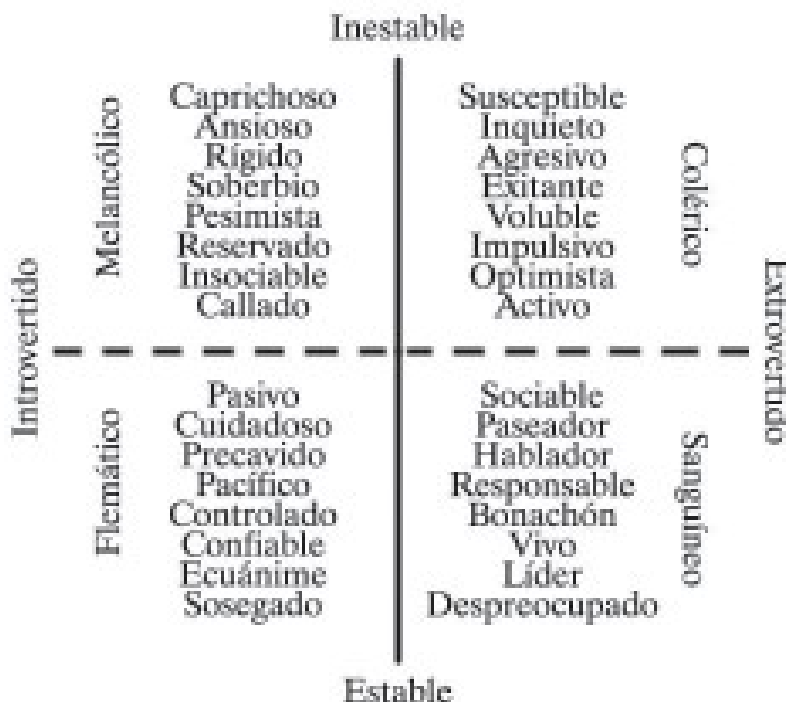 Inestable
Introvertido
Melancólico
Caprichoso
Ansioso
Rígido
Soberbio
Pesimista
Reservado
Insociable
Callado
Susceptible
Inquieto
Agresivo
Exitante
Voluble
Impulsivo
Optimista
Activo
Colérico
Extrovertido
Flemático
Pasivo
Cuidadoso
Precavido
Pacífico
Controlado
Confiable
Ecuánime
Sosegado
Sociable
Paseador
Hablador
Responsable
Bonachón
Vivo
Líder
Despreocupado
Sanguíneo
Estable